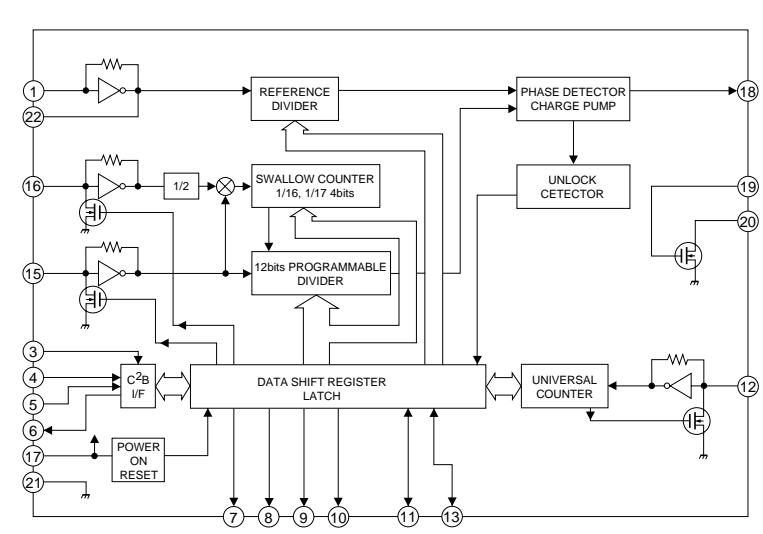 1
22
REFERENCE
DIVIDER
PHASE DETECTOR
CHARGE PUMP
18
16
1/2
SWALLOW COUNTER
1/16, 1/17 4bits
UNLOCK
CETECTOR
19
20
15
12bits PROGRAMMABLE
DIVIDER
3
4
5
6
C2B
I/F
DATA SHIFT REGISTER
LATCH
UNIVERSAL
COUNTER
12
17
POWER
ON
RESET
21
7
8
9
10
11
13